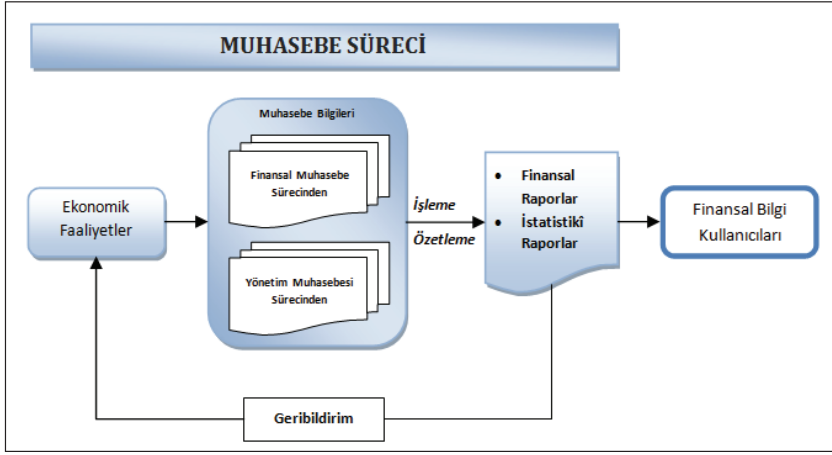 MUHASEBE SÜRECİ
Muhasebe Bilgileri
Finansal Muhasebe
Sürecinden
Yönetim Muhasebesi
Sürecinden
Ekonomik
Faaliyetler
İşleme
Özetleme
• Finansal
Raporlar
• İstatistikî
Raporlar
Finansal Bilgi
Kullanıcıları
Geribildirim